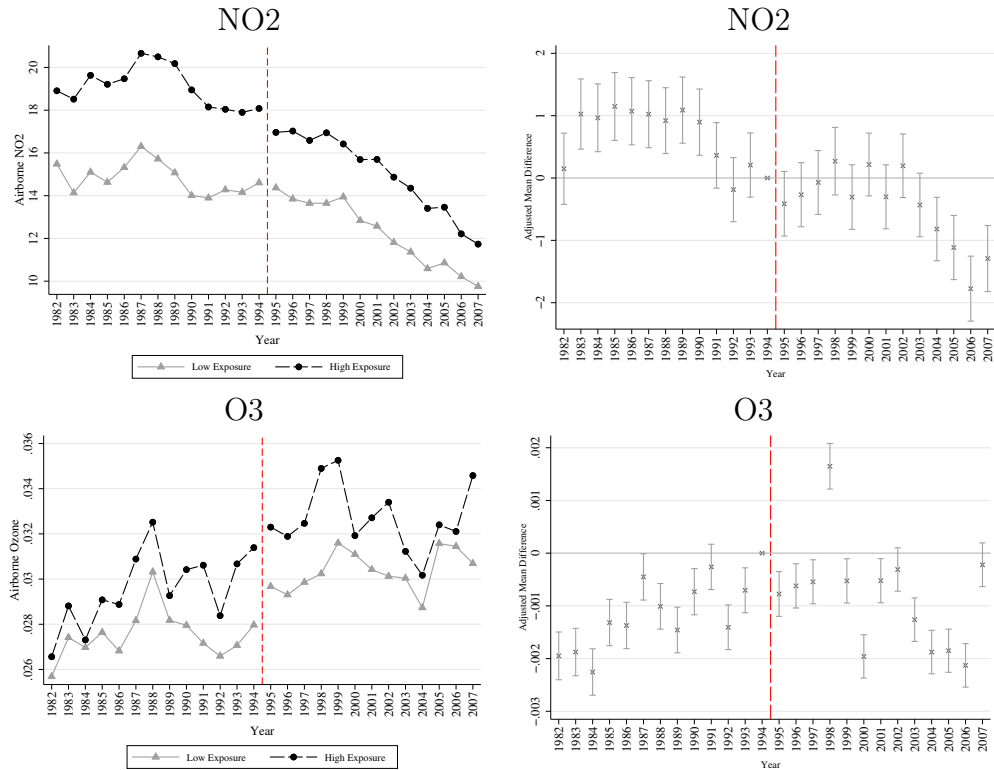 NO2
Airborne NO2
20
18
16
14
12
10
1982 1983 1984 1985 1986 1987 1988 1989 1990 1991 1992 1993 1994 1995 1996 1997 1998 1999 2000 2001 2002 2003 2004 2005 2006 2007
Year
Low Exposure High Exposure
NO2
Adjusted Mean Difference
2
1
0
-1
-2
1982 1983 1984 1985 1986 1987 1988 1989 1990 1991 1992 1993 1994 1995 1996 1997 1998 1999 2000 2001 2002 2003 2004 2005 2006 2007
Year
O3
Airborne Ozone
.036
.034
.032
.03
.028
.026
1982 1983 1984 1985 1986 1987 1988 1989 1990 1991 1992 1993 1994 1995 1996 1997 1998 1999 2000 2001 2002 2003 2004 2005 2006 2007
Year
Low Exposure High Exposure
O3
Adjusted Mean Difference
.002
.001
0
-.001
-.002
-.003
1982 1983 1984 1985 1986 1987 1988 1989 1990 1991 1992 1993 1994 1995 1996 1997 1998 1999 2000 2001 2002 2003 2004 2005 2006 2007
Year